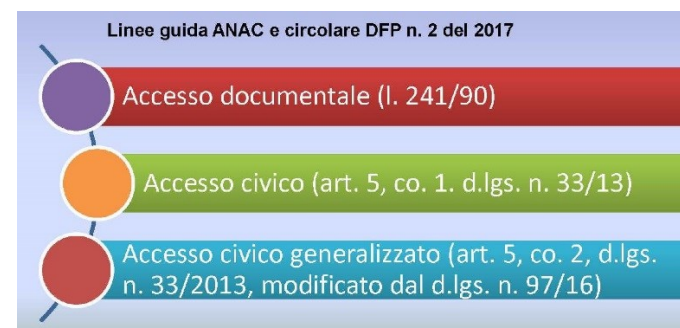 Linee guida ANAC e circolare DFP n. 2 del 2017
Accesso documentale (l. 241/90)
Accesso civico (art. 5, co. 1. d.lgs. n. 33/13)
Accesso civico generalizzato (art. 5, co. 2, d.lgs.
n. 33/2013, modificato dal d.lgs. n. 97/16)